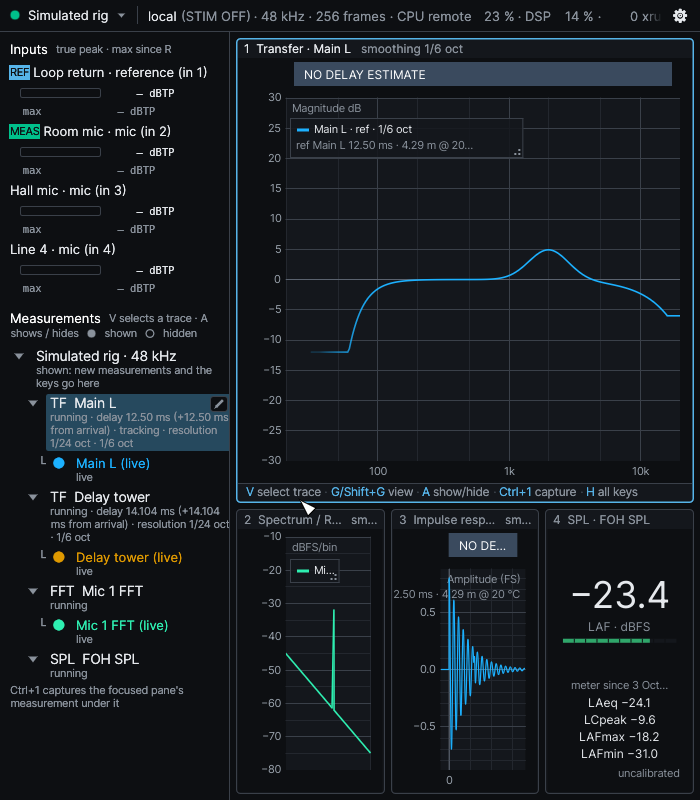 Simulated rig
local (STIM OFF) · 48 kHz · 256 frames · CPU remote 23 % · DSP 14 % · 0 xru
Inputs true peak · max since R
REF Loop return · reference (in 1)
– dBTP
max – dBTP
MEAS Room mic · mic (in 2)
– dBTP
max – dBTP
Hall mic · mic (in 3)
– dBTP
max – dBTP
Line 4 · mic (in 4)
– dBTP
max – dBTP
Measurements V selects a trace · A
shows / hides shown hidden
Simulated rig · 48 kHz
shown: new measurements and the
keys go here
TF Main L
running · delay 12.50 ms (+12.50 ms
from arrival) · tracking · resolution
1/24 oct · 1/6 oct
Main L (live)
live
TF Delay tower
running · delay 14.104 ms (+14.104
ms from arrival) · resolution 1/24 oct
· 1/6 oct
Delay tower (live)
live
FFT Mic 1 FFT
running
Mic 1 FFT (live)
live
SPL FOH SPL
running
Ctrl+1 captures the focused pane's
measurement under it
1 Transfer · Main L smoothing 1/6 oct
NO DELAY ESTIMATE
Magnitude dB
Main L · ref · 1/6 oct
ref Main L 12.50 ms · 4.29 m @ 20...
30
25
20
15
10
5
0
−5
−10
−15
−20
−25
−30
100 1k 10k
V select trace · G/Shift+G view · A show/hide · Ctrl+1 capture · H all keys
2 Spectrum / R... sm...
dBFS/bin
Mi...
−10
−20
−30
−40
−50
−60
−70
−80
3 Impulse resp... sm...
NO DE...
Amplitude (FS)
2.50 ms · 4.29 m @ 20 °C
0.5
0.0
−0.5
0
4 SPL · FOH SPL
−23.4
LAF · dBFS
meter since 3 Oct...
LAeq −24.1
LCpeak −9.6
LAFmax −18.2
LAFmin −31.0
uncalibrated